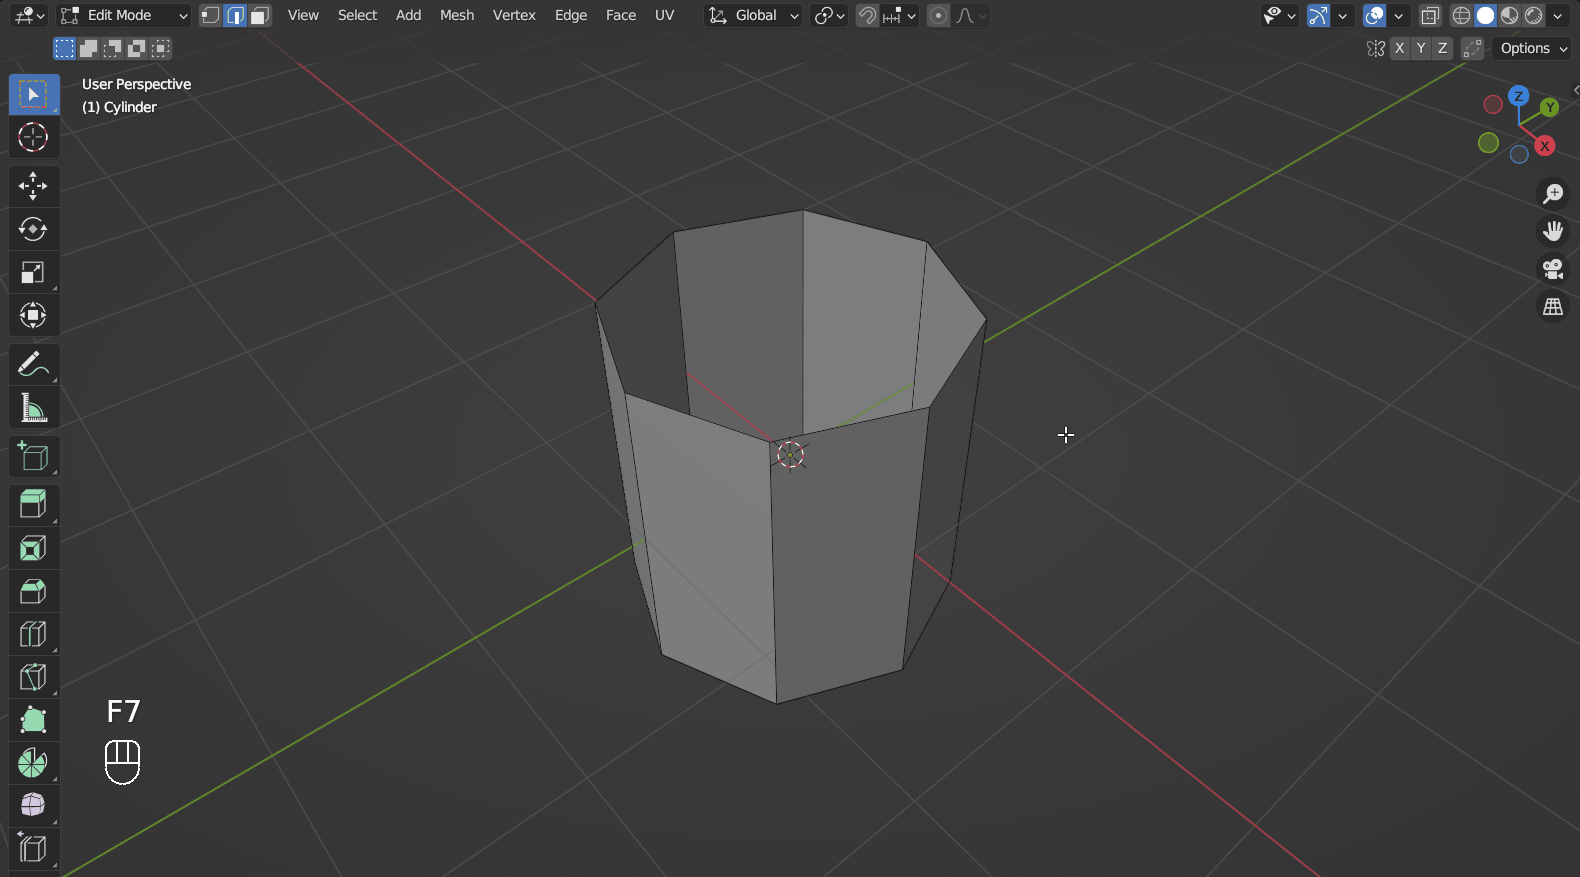 Edit Mode View Select Add Mesh Vertex Edge Face UV Global
X Y Z Options
User Perspective
(1) Cylinder
Z
Y
X
F7